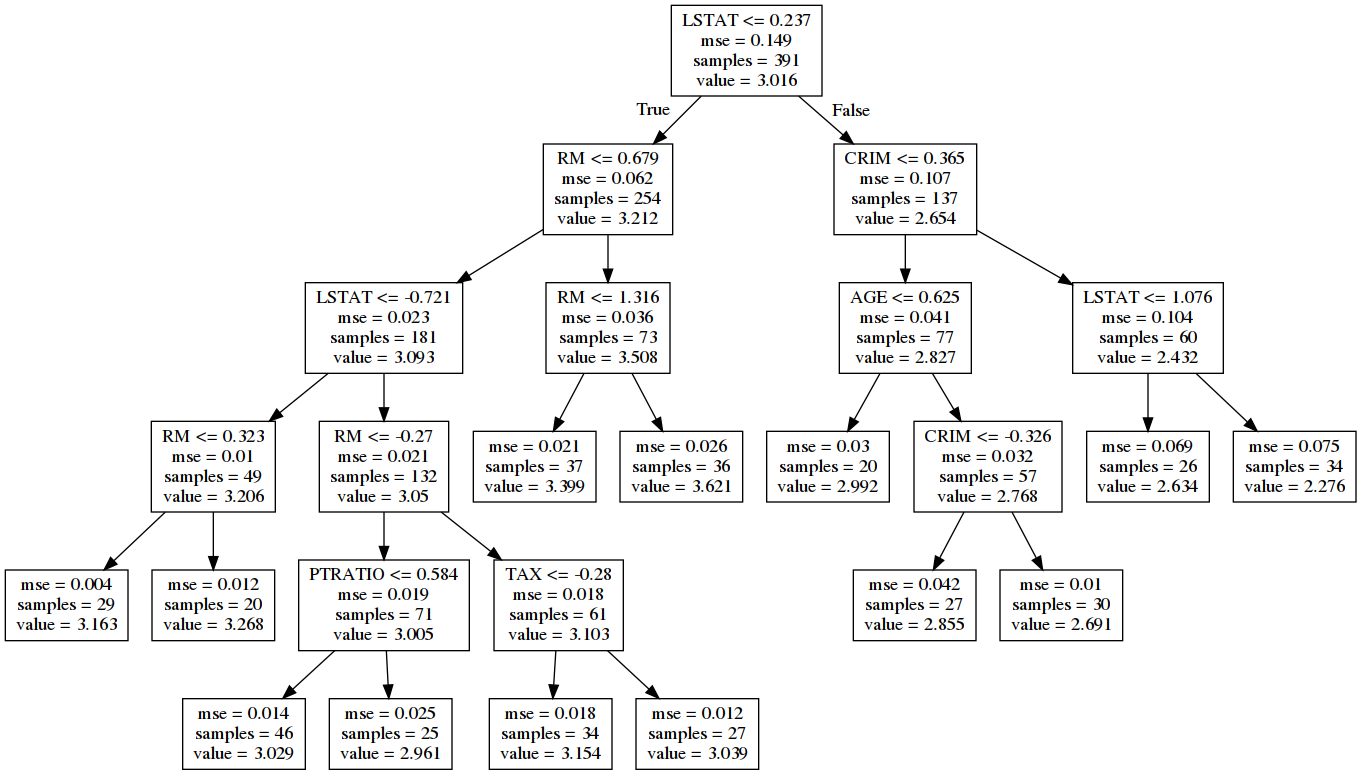 LSTAT <= 0.237
mse = 0.149
samples = 391
value = 3.016
True
False
RM <= 0.679
mse = 0.062
samples = 254
value = 3.212
CRIM <= 0.365
mse = 0.107
samples = 137
value = 2.654
LSTAT <= -0.721
mse = 0.023
samples = 181
value = 3.093
RM <= 1.316
mse = 0.036
samples = 73
value = 3.508
AGE <= 0.625
mse = 0.041
samples = 77
value = 2.827
LSTAT <= 1.076
mse = 0.104
samples = 60
value = 2.432
RM <= 0.323
mse = 0.01
samples = 49
value = 3.206
RM <= -0.27
mse = 0.021
samples = 132
value = 3.05
mse = 0.021
samples = 37
value = 3.399
mse = 0.026
samples = 36
value = 3.621
mse = 0.03
samples = 20
value = 2.992
CRIM <= -0.326
mse = 0.032
samples = 57
value = 2.768
mse = 0.069
samples = 26
value = 2.634
mse = 0.075
samples = 34
value = 2.276
mse = 0.004
samples = 29
value = 3.163
mse = 0.012
samples = 20
value = 3.268
PTRATIO <= 0.584
mse = 0.019
samples = 71
value = 3.005
TAX <= -0.28
mse = 0.018
samples = 61
value = 3.103
mse = 0.042
samples = 27
value = 2.855
mse = 0.01
samples = 30
value = 2.691
mse = 0.014
samples = 46
value = 3.029
mse = 0.025
samples = 25
value = 2.961
mse = 0.018
samples = 34
value = 3.154
mse = 0.012
samples = 27
value = 3.039